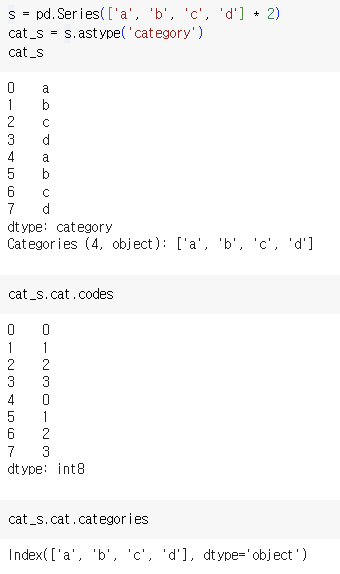 s = pd.Series(['a', 'b', 'c', 'd'] * 2)
cat_s = s.astype('category')
cat_s
0 a
1 b
2 c
3 d
4 a
5 b
6 c
7 d
dtype: category
Categories (4, object): ['a', 'b', 'c', 'd']
cat_s.cat.codes
0 0
1 1
2 2
3 3
4 0
5 1
6 2
7 3
dtype: int8
cat_s.cat.categories
Index(['a', 'b', 'c', 'd'], dtype='object')